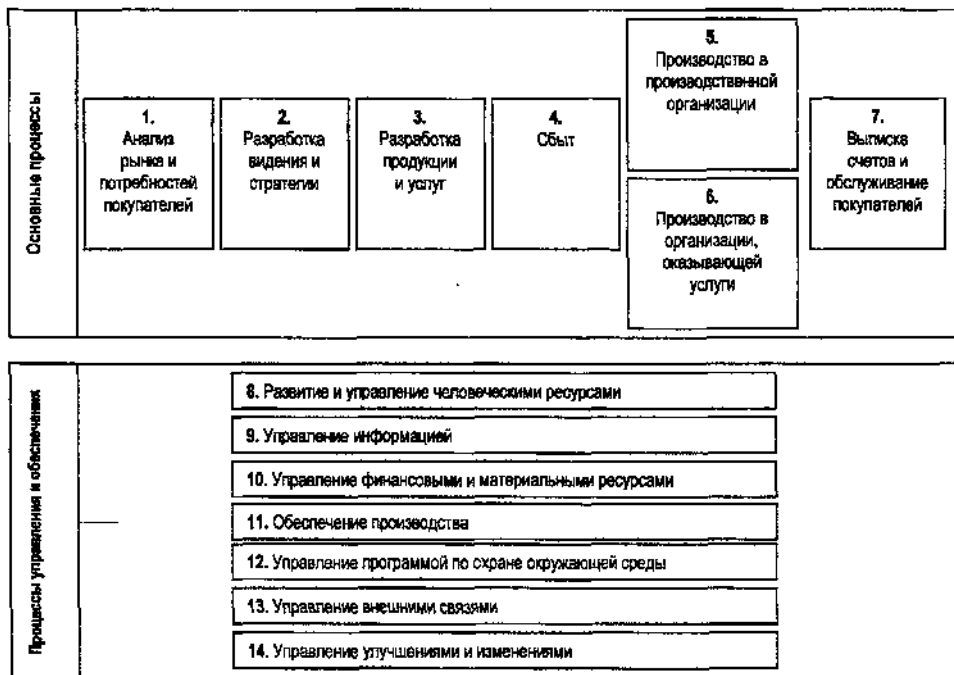 Основные процессы
1.
Анализ
рынка и
потребностей
покупателей
2.
Разработка
видения и
стратегии
3.
Разработка
продукции
и услуг
4.
Сбыт
5.
Производство в
производственной
организации
6.
Производство в
организации,
оказывающей
услуги
7.
Выписка
счетов и
обслуживание
покупателей
Процессы управления и обеспечения
8. Развитие и управление человеческими ресурсами
9. Управление информацией
10. Управление финансовыми и материальными ресурсами
11. Обеспечение производства
12. Управление программой по охране окружающей среды
13. Управление внешними связями
14. Управление улучшениями и изменениями